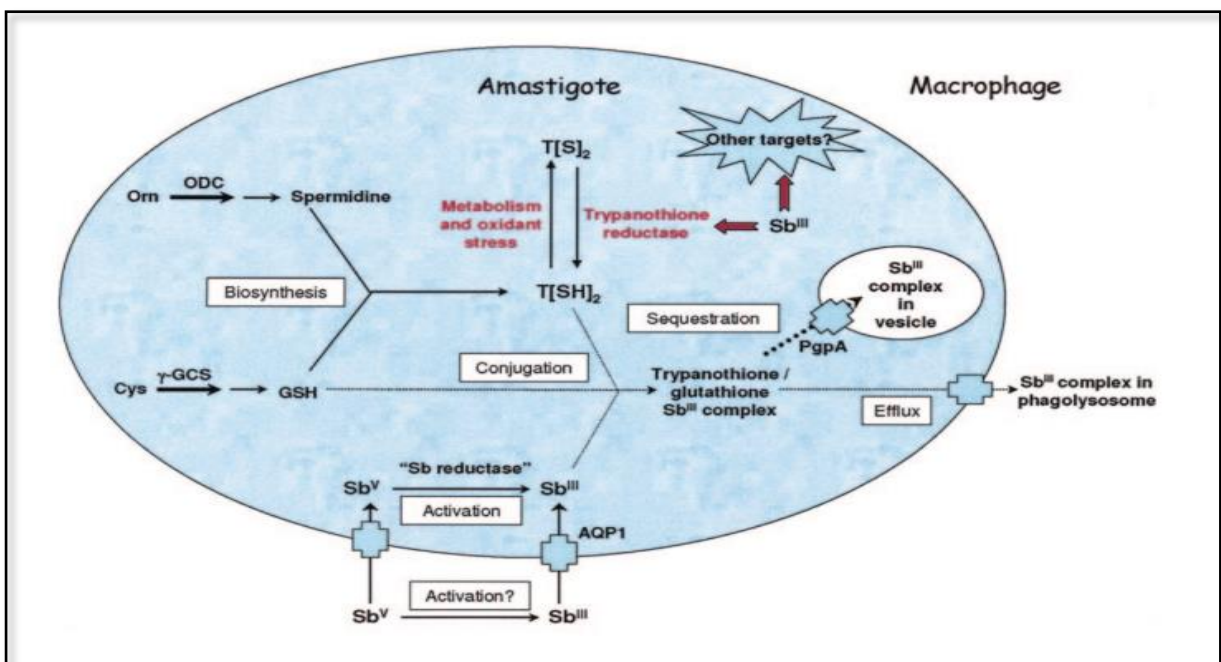 Amastigote
Macrophage
T[S]₂
Other targets?
Orn
ODC
Spermidine
Metabolism
and oxidant
stress
Trypanothione
reductase
Sbᴵᴵᴵ
Biosynthesis
T[SH]₂
Sequestration
Sbᴵᴵᴵ
complex
in
vesicle
PgpA
Cys
γ-GCS
GSH
Conjugation
Trypanothione /
glutathione
Sbᴵᴵᴵ complex
Efflux
Sbᴵᴵᴵ complex in
phagolysosome
Sbⱽ
"Sb reductase"
Sbᴵᴵᴵ
Activation
AQP1
Sbⱽ
Activation?
Sbᴵᴵᴵ